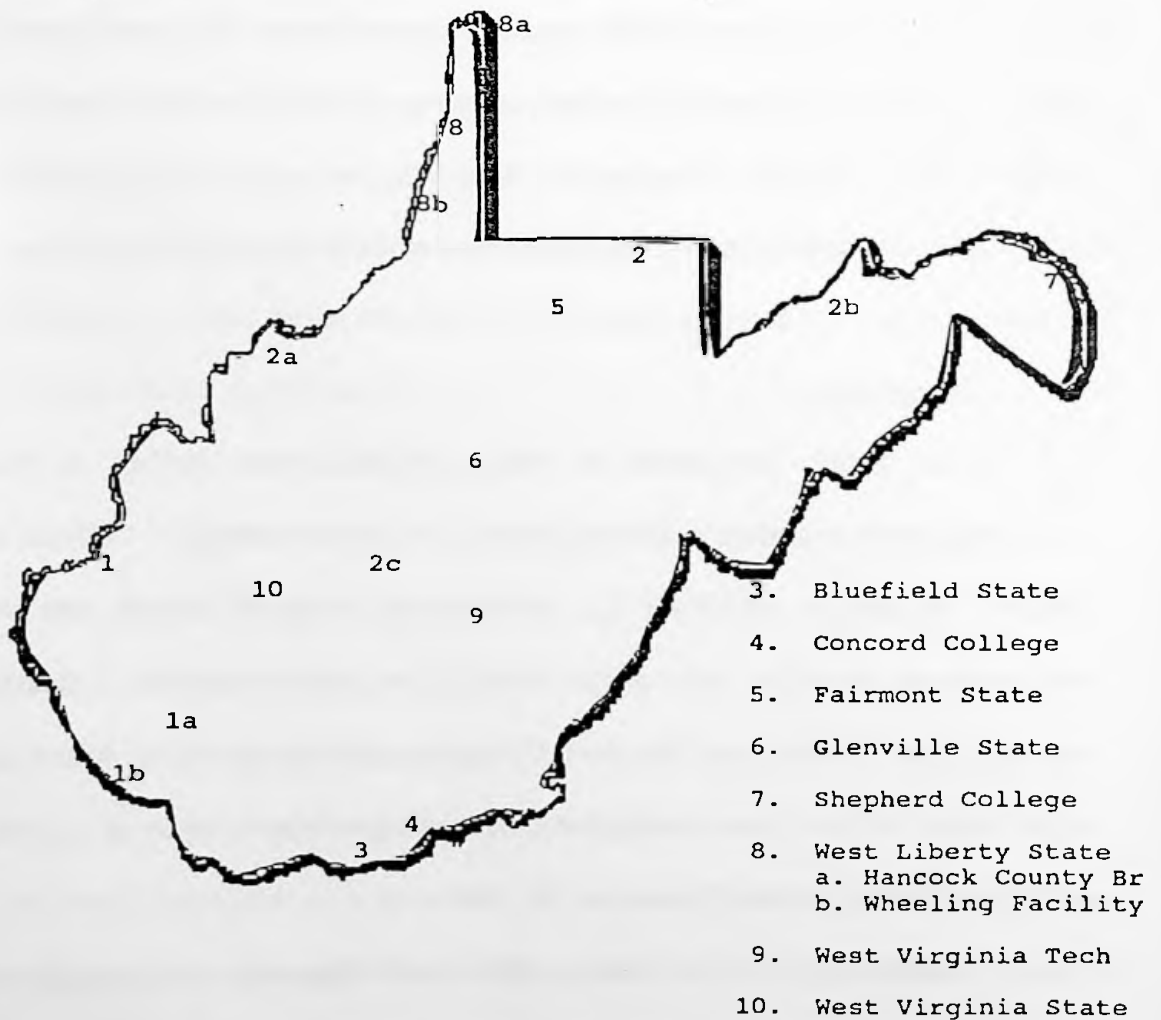 8a
8
8b
2
7
5
2b
2a
6
1
2c
10
9
1a
1b
4
3
3. Bluefield State
4. Concord College
5. Fairmont State
6. Glenville State
7. Shepherd College
8. West Liberty State
a. Hancock County Br
b. Wheeling Facility
9. West Virginia Tech
10. West Virginia State